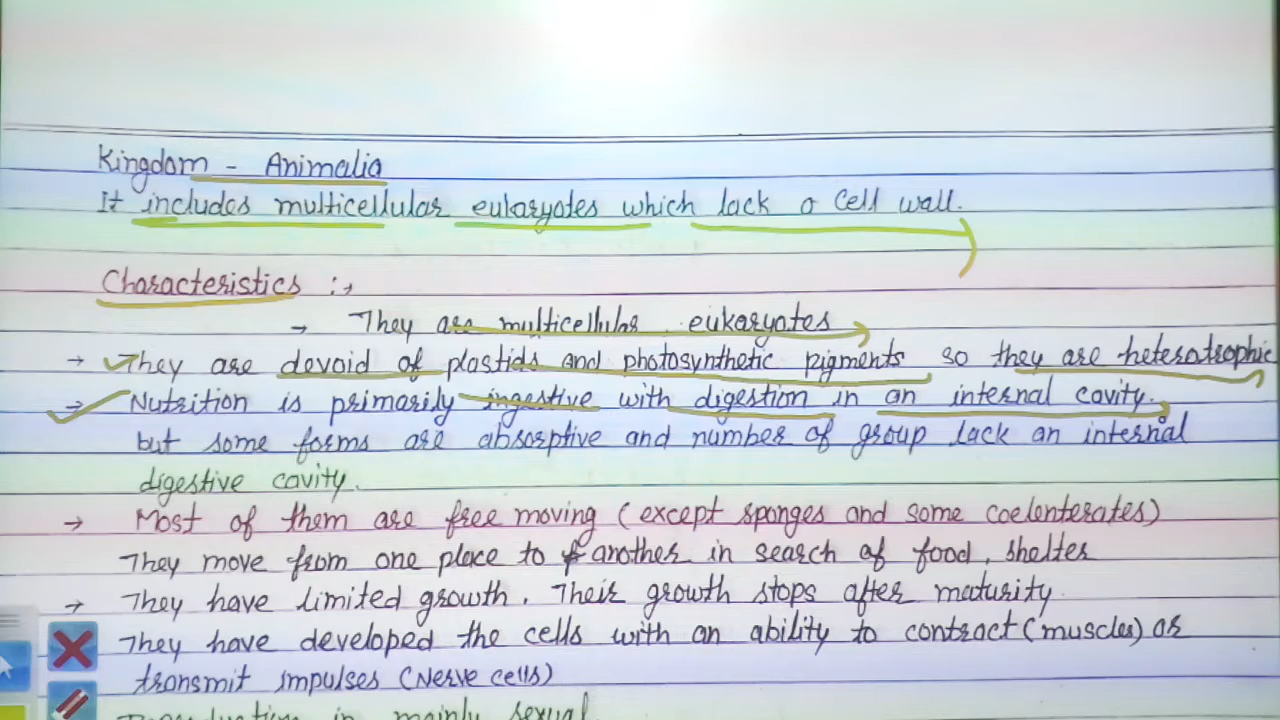 Kingdom - Animalia
It includes multicellular eukaryotes which lack a cell wall.
Characteristics :→
→ They are multicellular eukaryotes
→ They are devoid of plastids and photosynthetic pigments so they are heterotrophic
→ Nutrition is primarily ingestive with digestion in an internal cavity.
but some forms are absorptive and number of group lack an internal
digestive cavity.
→ Most of them are free moving (except sponges and some coelenterates)
They move from one place to another in search of food, shelter
→ They have limited growth. Their growth stops after maturity.
They have developed the cells with an ability to contract (muscles) or
transmit impulses (Nerve cells)
in mainly sexual